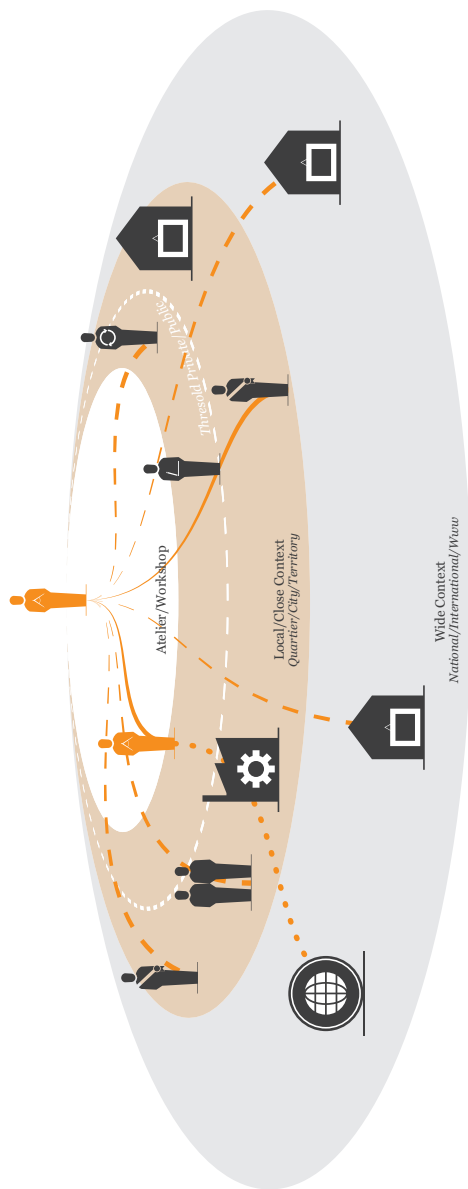 Atelier/Workshop
Thresold Private/Public
Local/Close Context
Quartier/City/Territory
Wide Context
National/International/Www